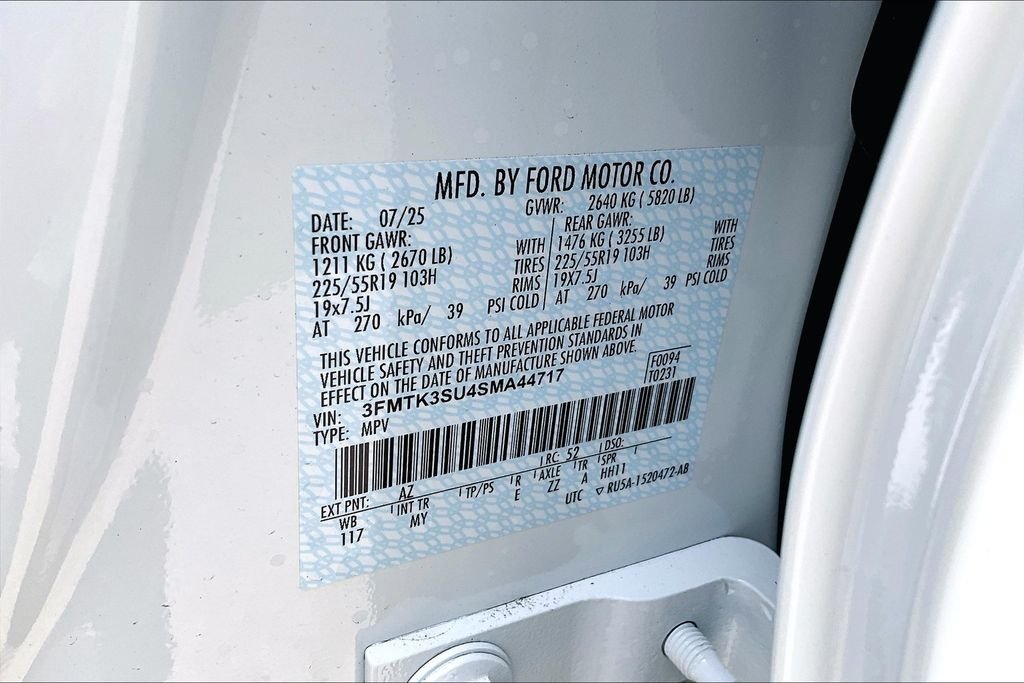 MFD. BY FORD MOTOR CO.
DATE: 07/25 GVWR: 2640 KG ( 5820 LB)
FRONT GAWR: REAR GAWR:
1211 KG ( 2670 LB) WITH 1476 KG ( 3255 LB) WITH
225/55R19 103H TIRES 225/55R19 103H TIRES
19x7.5J RIMS 19X7.5J RIMS
AT 270 kPa/ 39 PSI COLD AT 270 kPa/ 39 PSI COLD
THIS VEHICLE CONFORMS TO ALL APPLICABLE FEDERAL MOTOR
VEHICLE SAFETY AND THEFT PREVENTION STANDARDS IN
EFFECT ON THE DATE OF MANUFACTURE SHOWN ABOVE.
VIN: 3FMTK3SU4SMA44717 F0094
TYPE: MPV T0231
EXT PNT: AZ RC: 52 DSO:
WB INT TR TP/PS R AXLE TR SPR
117 MY E ZZ A HH11
UTC ▽ RU5A-1520472-AB